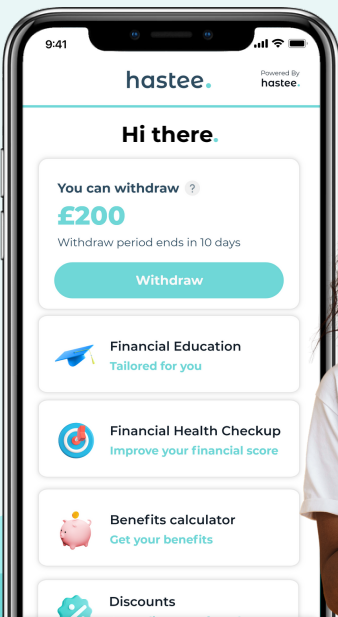 9:41
hastee.
Powered By
hastee.
Hi there.
You can withdraw ?
£200
Withdraw period ends in 10 days
Withdraw
Financial Education
Tailored for you
Financial Health Checkup
Improve your financial score
Benefits calculator
Get your benefits
Discounts